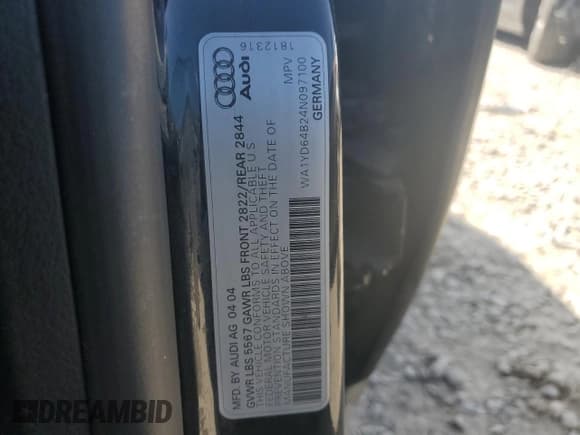 1812316
Audi
MFD. BY AUDI AG 04 04
GVWR LBS 5567 GAWR LBS FRONT 2822/REAR 2844
THIS VEHICLE CONFORMS TO ALL APPLICABLE U.S
FEDERAL MOTOR VEHICLE SAFETY AND THEFT
PREVENTION STANDARDS IN EFFECT ON THE DATE OF
MANUFACTURE SHOWN ABOVE
WA1YD64B24N097100 MPV
GERMANY
DREAMBID